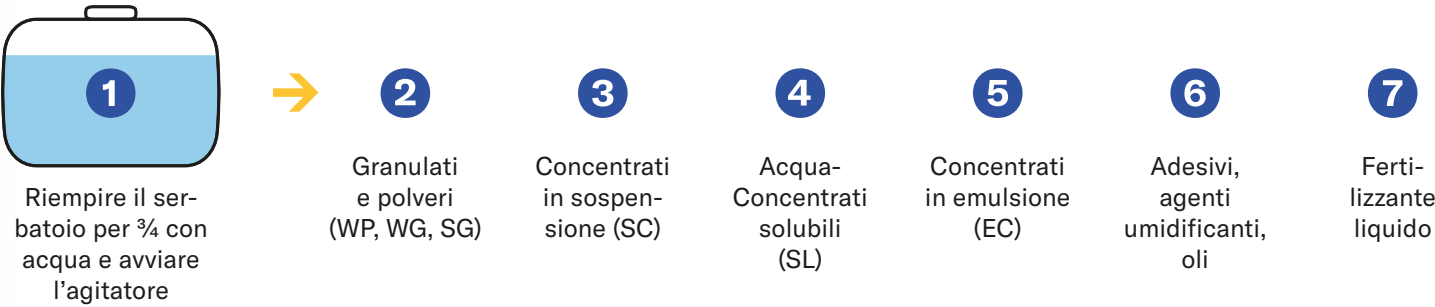 1
Riempire il ser-
batoio per ¾ con
acqua e avviare
l'agitatore
2
Granulati
e polveri
(WP, WG, SG)
3
Concentrati
in sospen-
sione (SC)
4
Acqua-
Concentrati
solubili
(SL)
5
Concentrati
in emulsione
(EC)
6
Adesivi,
agenti
umidificanti,
oli
7
Ferti-
lizzante
liquido